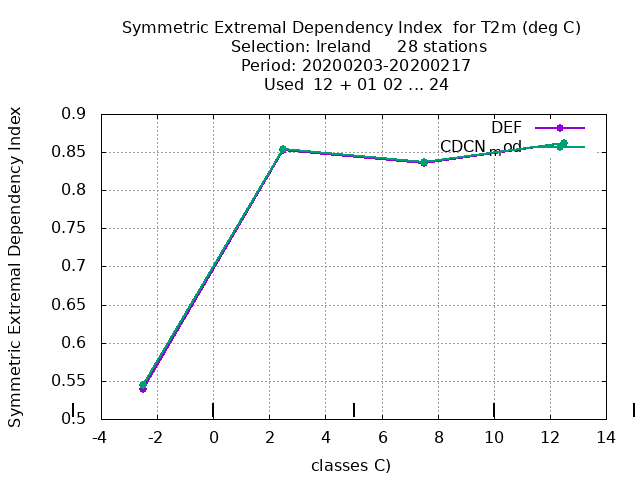 Symmetric Extremal Dependency Index for T2m (deg C)
Selection: Ireland 28 stations
Period: 20200203-20200217
Used 12 + 01 02 ... 24
Symmetric Extremal Dependency Index
0.9
0.85
0.8
0.75
0.7
0.65
0.6
0.55
0.5
DEF
CDCN_mod
-4 -2 0 2 4 6 8 10 12 14
classes C)